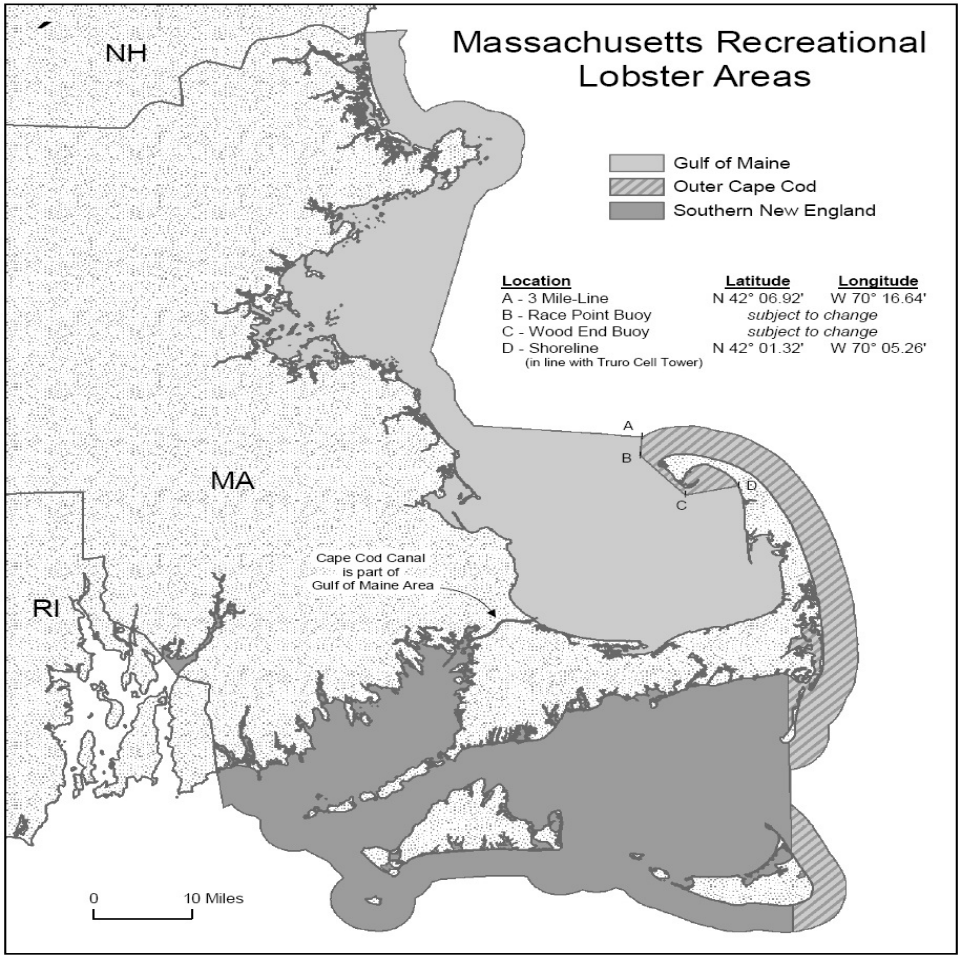 NH
Massachusetts Recreational
Lobster Areas
Gulf of Maine
Outer Cape Cod
Southern New England
Location Latitude Longitude
A - 3 Mile-Line N 42° 06.92' W 70° 16.64'
B - Race Point Buoy subject to change
C - Wood End Buoy subject to change
D - Shoreline N 42° 01.32' W 70° 05.26'
(in line with Truro Cell Tower)
A
B
MA
D
C
Cape Cod Canal
is part of
Gulf of Maine Area
RI
0 10 Miles